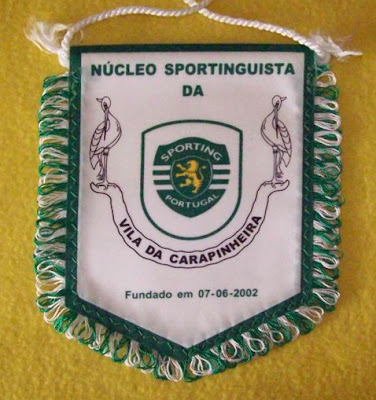 NÚCLEO SPORTINGUISTA
DA
SPORTING
PORTUGAL
VILA DA CARAPINHEIRA
Fundado em 07-06-2002